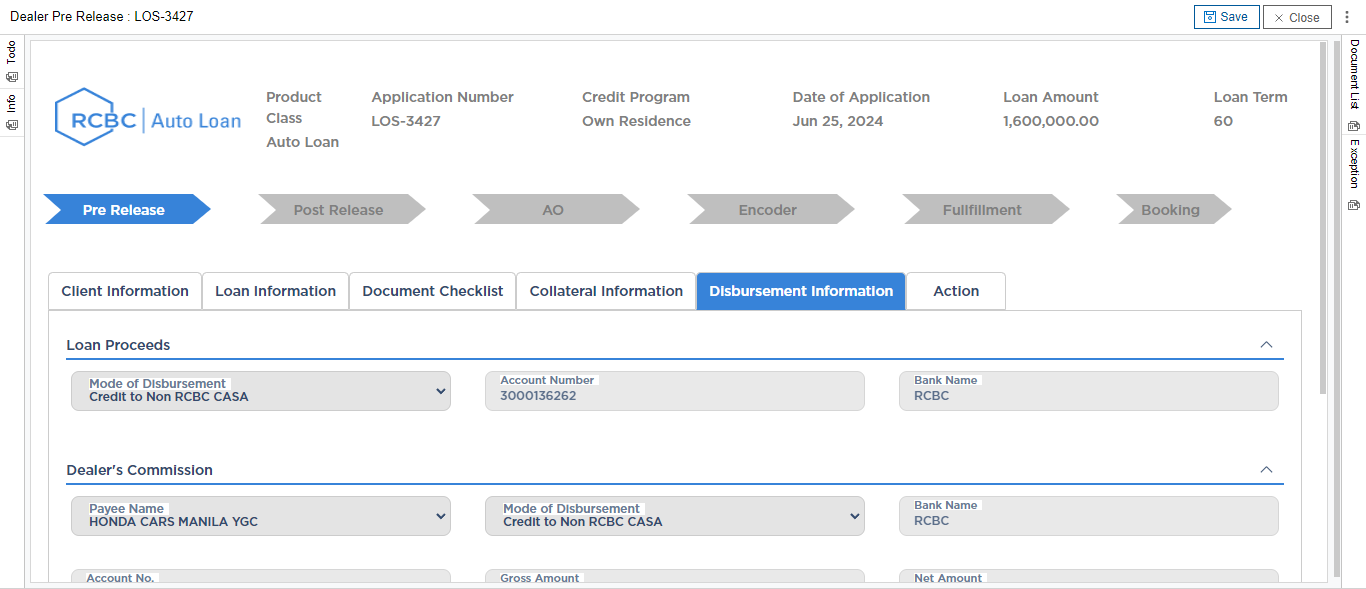 Dealer Pre Release : LOS-3427
Save
Close
Todo
Info
Document List
Exception
RCBC | Auto Loan
Product Class
Auto Loan
Application Number
LOS-3427
Credit Program
Own Residence
Date of Application
Jun 25, 2024
Loan Amount
1,600,000.00
Loan Term
60
Pre Release
Post Release
AO
Encoder
Fullfillment
Booking
Client Information
Loan Information
Document Checklist
Collateral Information
Disbursement Information
Action
Loan Proceeds
Mode of Disbursement
Credit to Non RCBC CASA
Account Number
3000136262
Bank Name
RCBC
Dealer's Commission
Payee Name
HONDA CARS MANILA YGC
Mode of Disbursement
Credit to Non RCBC CASA
Bank Name
RCBC
Account No.
Gross Amount
Net Amount